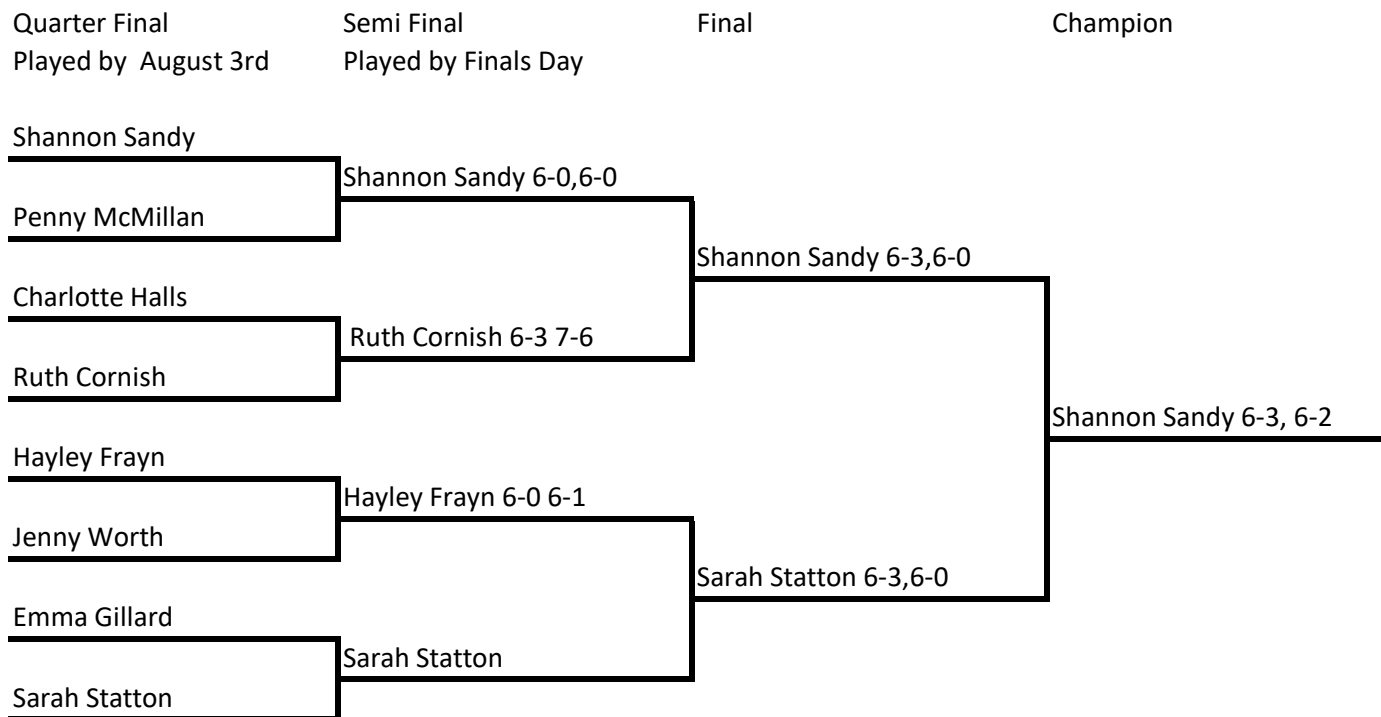 Quarter Final Semi Final Final Champion
Played by  August 3rd Played by Finals Day
Shannon Sandy
Shannon Sandy 6-0,6-0
Penny McMillan
Shannon Sandy 6-3,6-0
Charlotte Halls
Ruth Cornish 6-3 7-6
Ruth Cornish
Shannon Sandy 6-3, 6-2
Hayley Frayn
Hayley Frayn 6-0 6-1
Jenny Worth
Sarah Statton 6-3,6-0
Emma Gillard
Sarah Statton
Sarah Statton